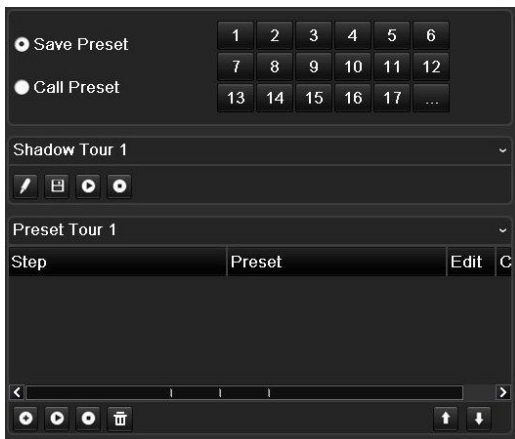 Save Preset
1 2 3 4 5 6
7 8 9 10 11 12
Call Preset
13 14 15 16 17 ...
Shadow Tour 1
Preset Tour 1
Step Preset Edit C